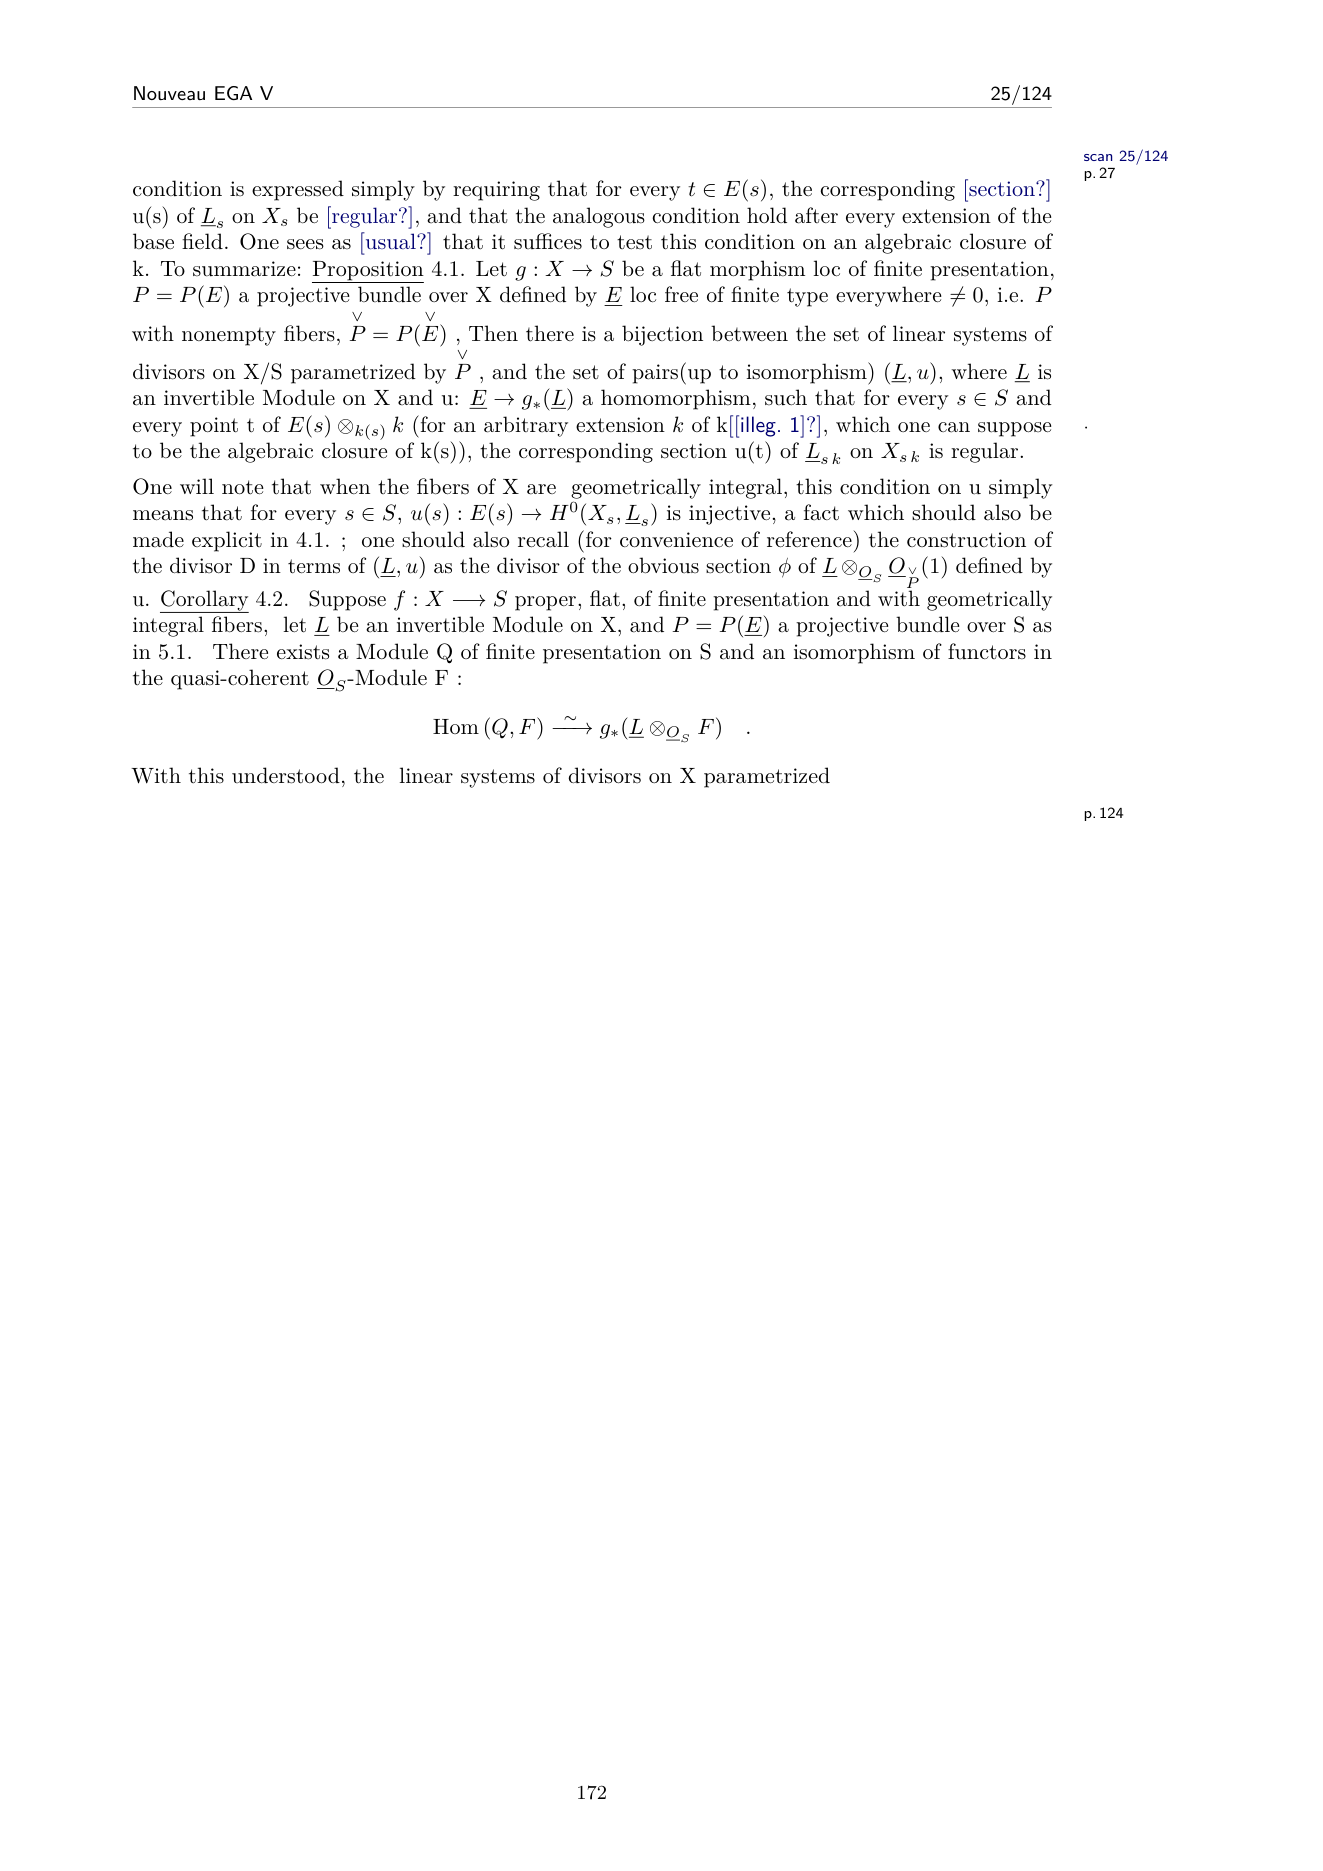 Nouveau EGA V 25/124
scan 25/124
p. 27
condition is expressed simply by requiring that for every t ∈ E(s), the corresponding [section?]
u(s) of L̲ₛ on Xₛ be [regular?], and that the analogous condition hold after every extension of the
base field. One sees as [usual?] that it suffices to test this condition on an algebraic closure of
k. To summarize: Proposition 4.1. Let g : X → S be a flat morphism loc of finite presentation,
P = P(E) a projective bundle over X defined by E̲ loc free of finite type everywhere ≠ 0, i.e. P
with nonempty fibers, P̌ = P(Ě) , Then there is a bijection between the set of linear systems of
divisors on X/S parametrized by P̌ , and the set of pairs(up to isomorphism) (L̲, u), where L̲ is
an invertible Module on X and u: E̲ → g∗(L̲) a homomorphism, such that for every s ∈ S and
every point t of E(s) ⊗_{k(s)} k (for an arbitrary extension k of k[[illeg. 1]?], which one can suppose .
to be the algebraic closure of k(s)), the corresponding section u(t) of L̲_{s k} on X_{s k} is regular.
One will note that when the fibers of X are geometrically integral, this condition on u simply
means that for every s ∈ S, u(s) : E(s) → H⁰(Xₛ, L̲ₛ) is injective, a fact which should also be
made explicit in 4.1. ; one should also recall (for convenience of reference) the construction of
the divisor D in terms of (L̲, u) as the divisor of the obvious section ϕ of L̲ ⊗_{O̲_S} O̲_{P̌}(1) defined by
u. Corollary 4.2. Suppose f : X ⟶ S proper, flat, of finite presentation and with geometrically
integral fibers, let L̲ be an invertible Module on X, and P = P(E̲) a projective bundle over S as
in 5.1. There exists a Module Q of finite presentation on S and an isomorphism of functors in
the quasi-coherent O̲_S-Module F :
Hom (Q, F) ⟶^∼ g∗(L̲ ⊗_{O̲_S} F) .
With this understood, the linear systems of divisors on X parametrized
p. 124
172